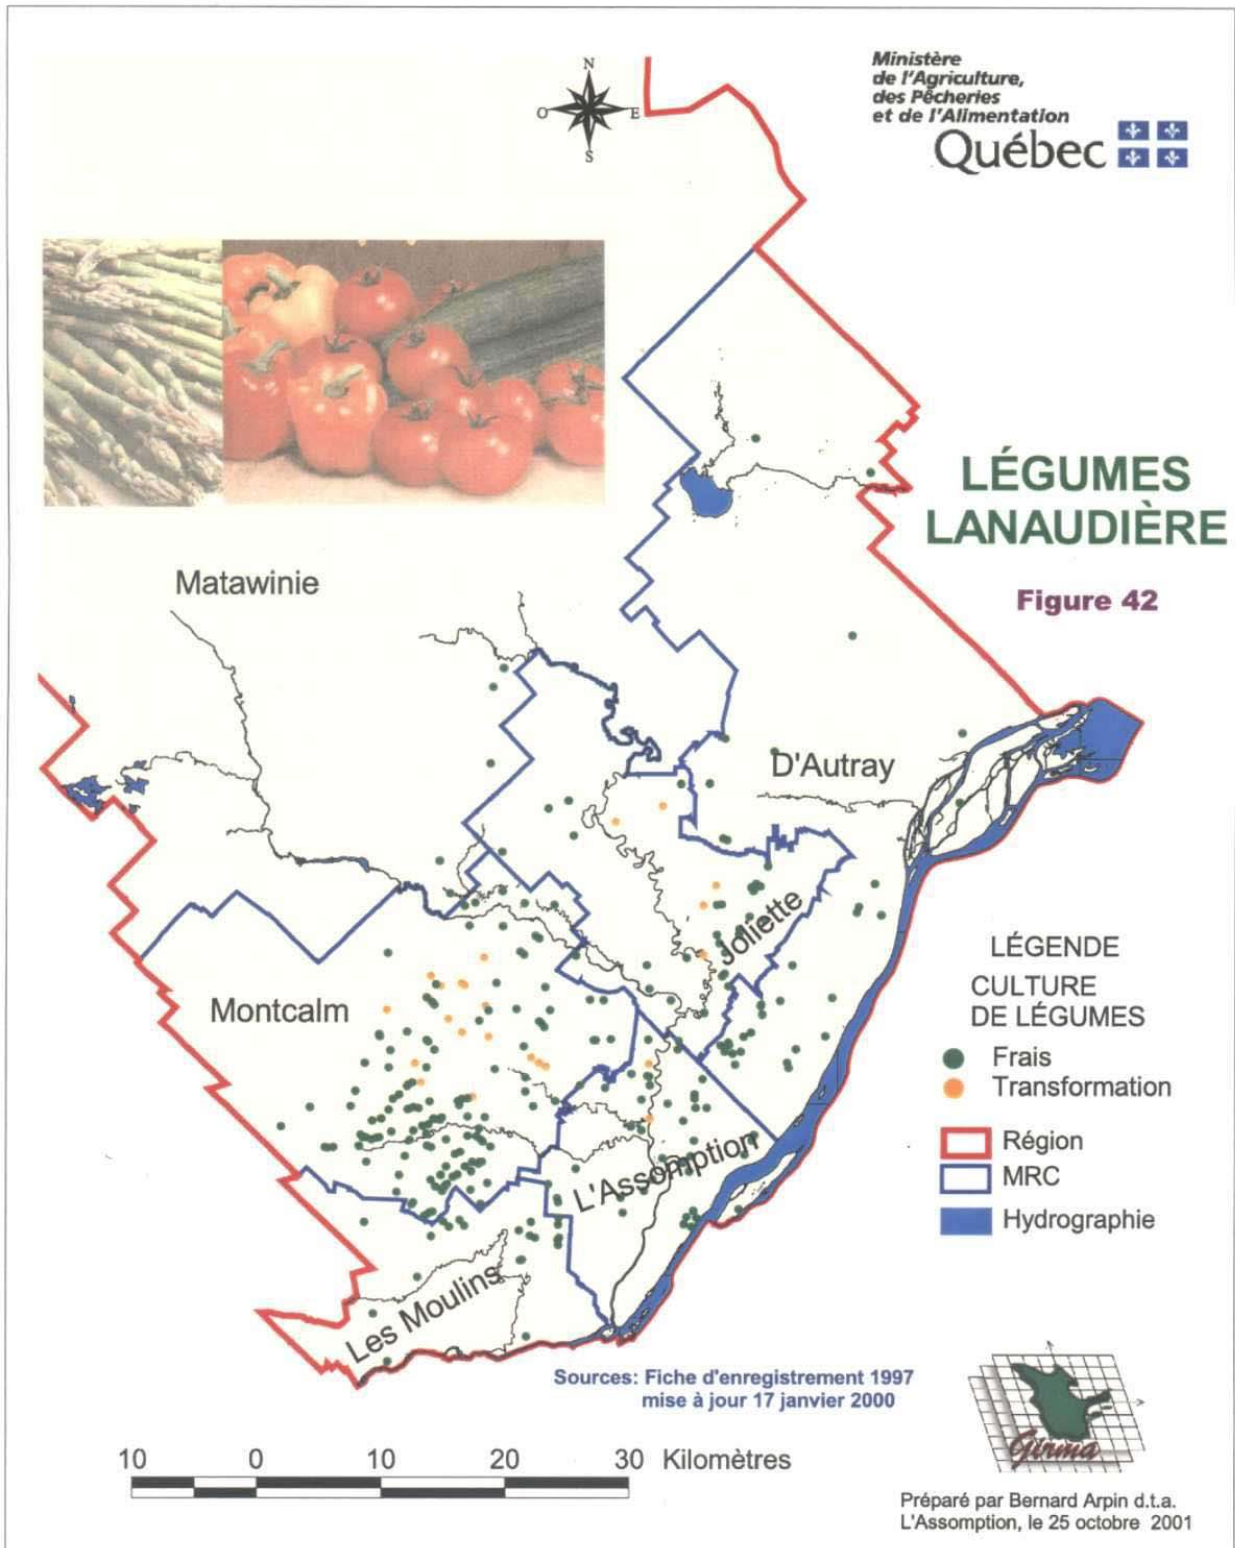 N
O
E
S
Ministère
de l'Agriculture,
des Pêcheries
et de l'Alimentation
Québec
LÉGUMES
LANAUDIÈRE
Figure 42
Matawinie
D'Autray
Joliette
Montcalm
L'Assomption
Les Moulins
LÉGENDE
CULTURE
DE LÉGUMES
Frais
Transformation
Région
MRC
Hydrographie
Sources: Fiche d'enregistrement 1997
mise à jour 17 janvier 2000
10 0 10 20 30 Kilomètres
Girma
Préparé par Bernard Arpin d.t.a.
L'Assomption, le 25 octobre 2001